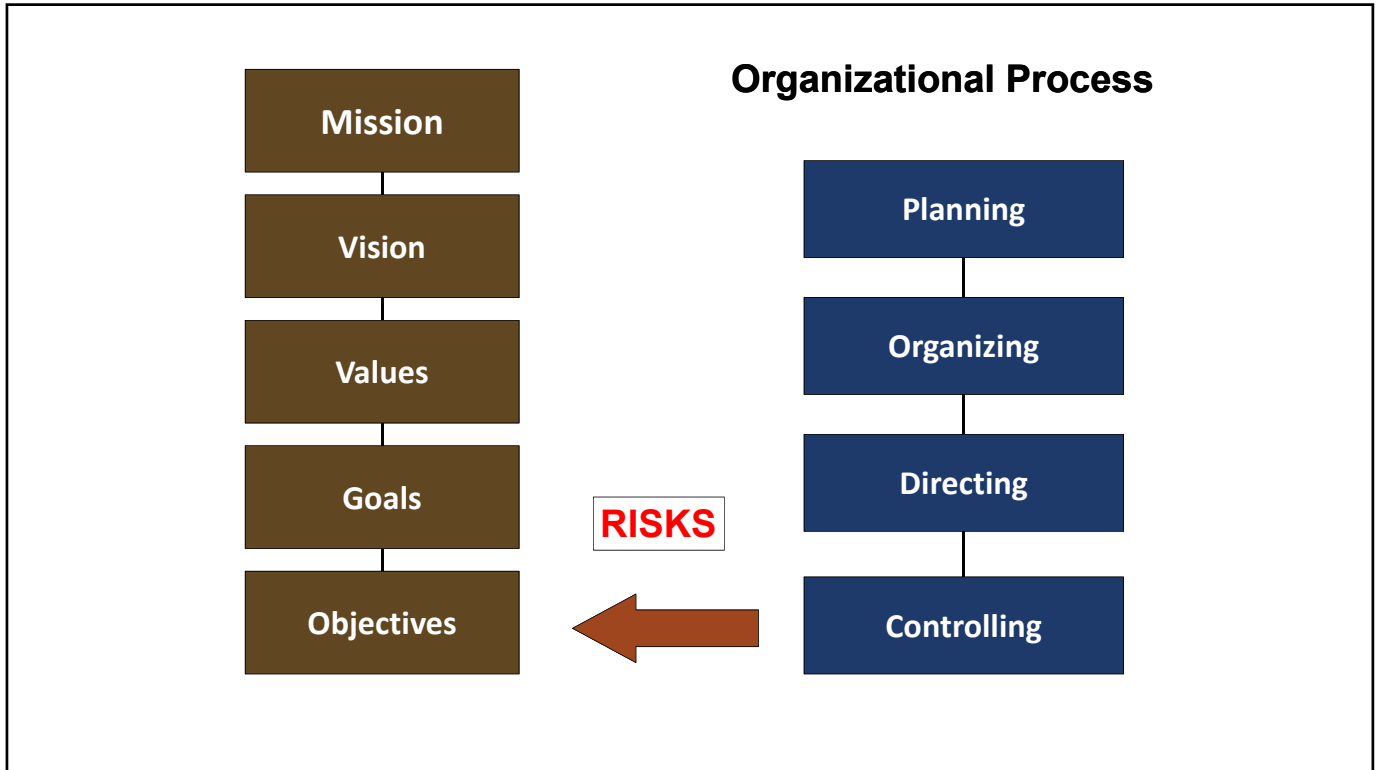 Organizational Process
Mission
Vision
Values
Goals
Objectives
RISKS
Planning
Organizing
Directing
Controlling